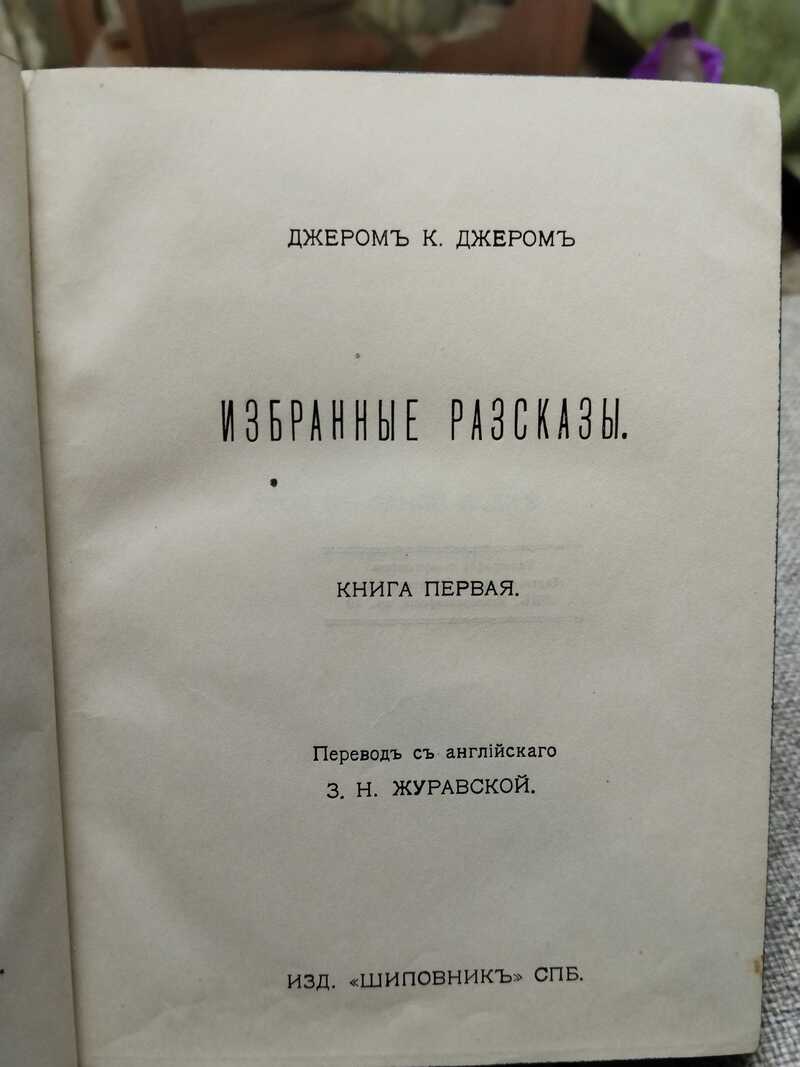 ДЖЕРОМЪ К. ДЖЕРОМЪ
ИЗБРАННЫЕ РАЗСКАЗЫ.
КНИГА ПЕРВАЯ.
Переводъ съ англійскаго
З. Н. ЖУРАВСКОЙ.
ИЗД. «ШИПОВНИКЪ» СПБ.